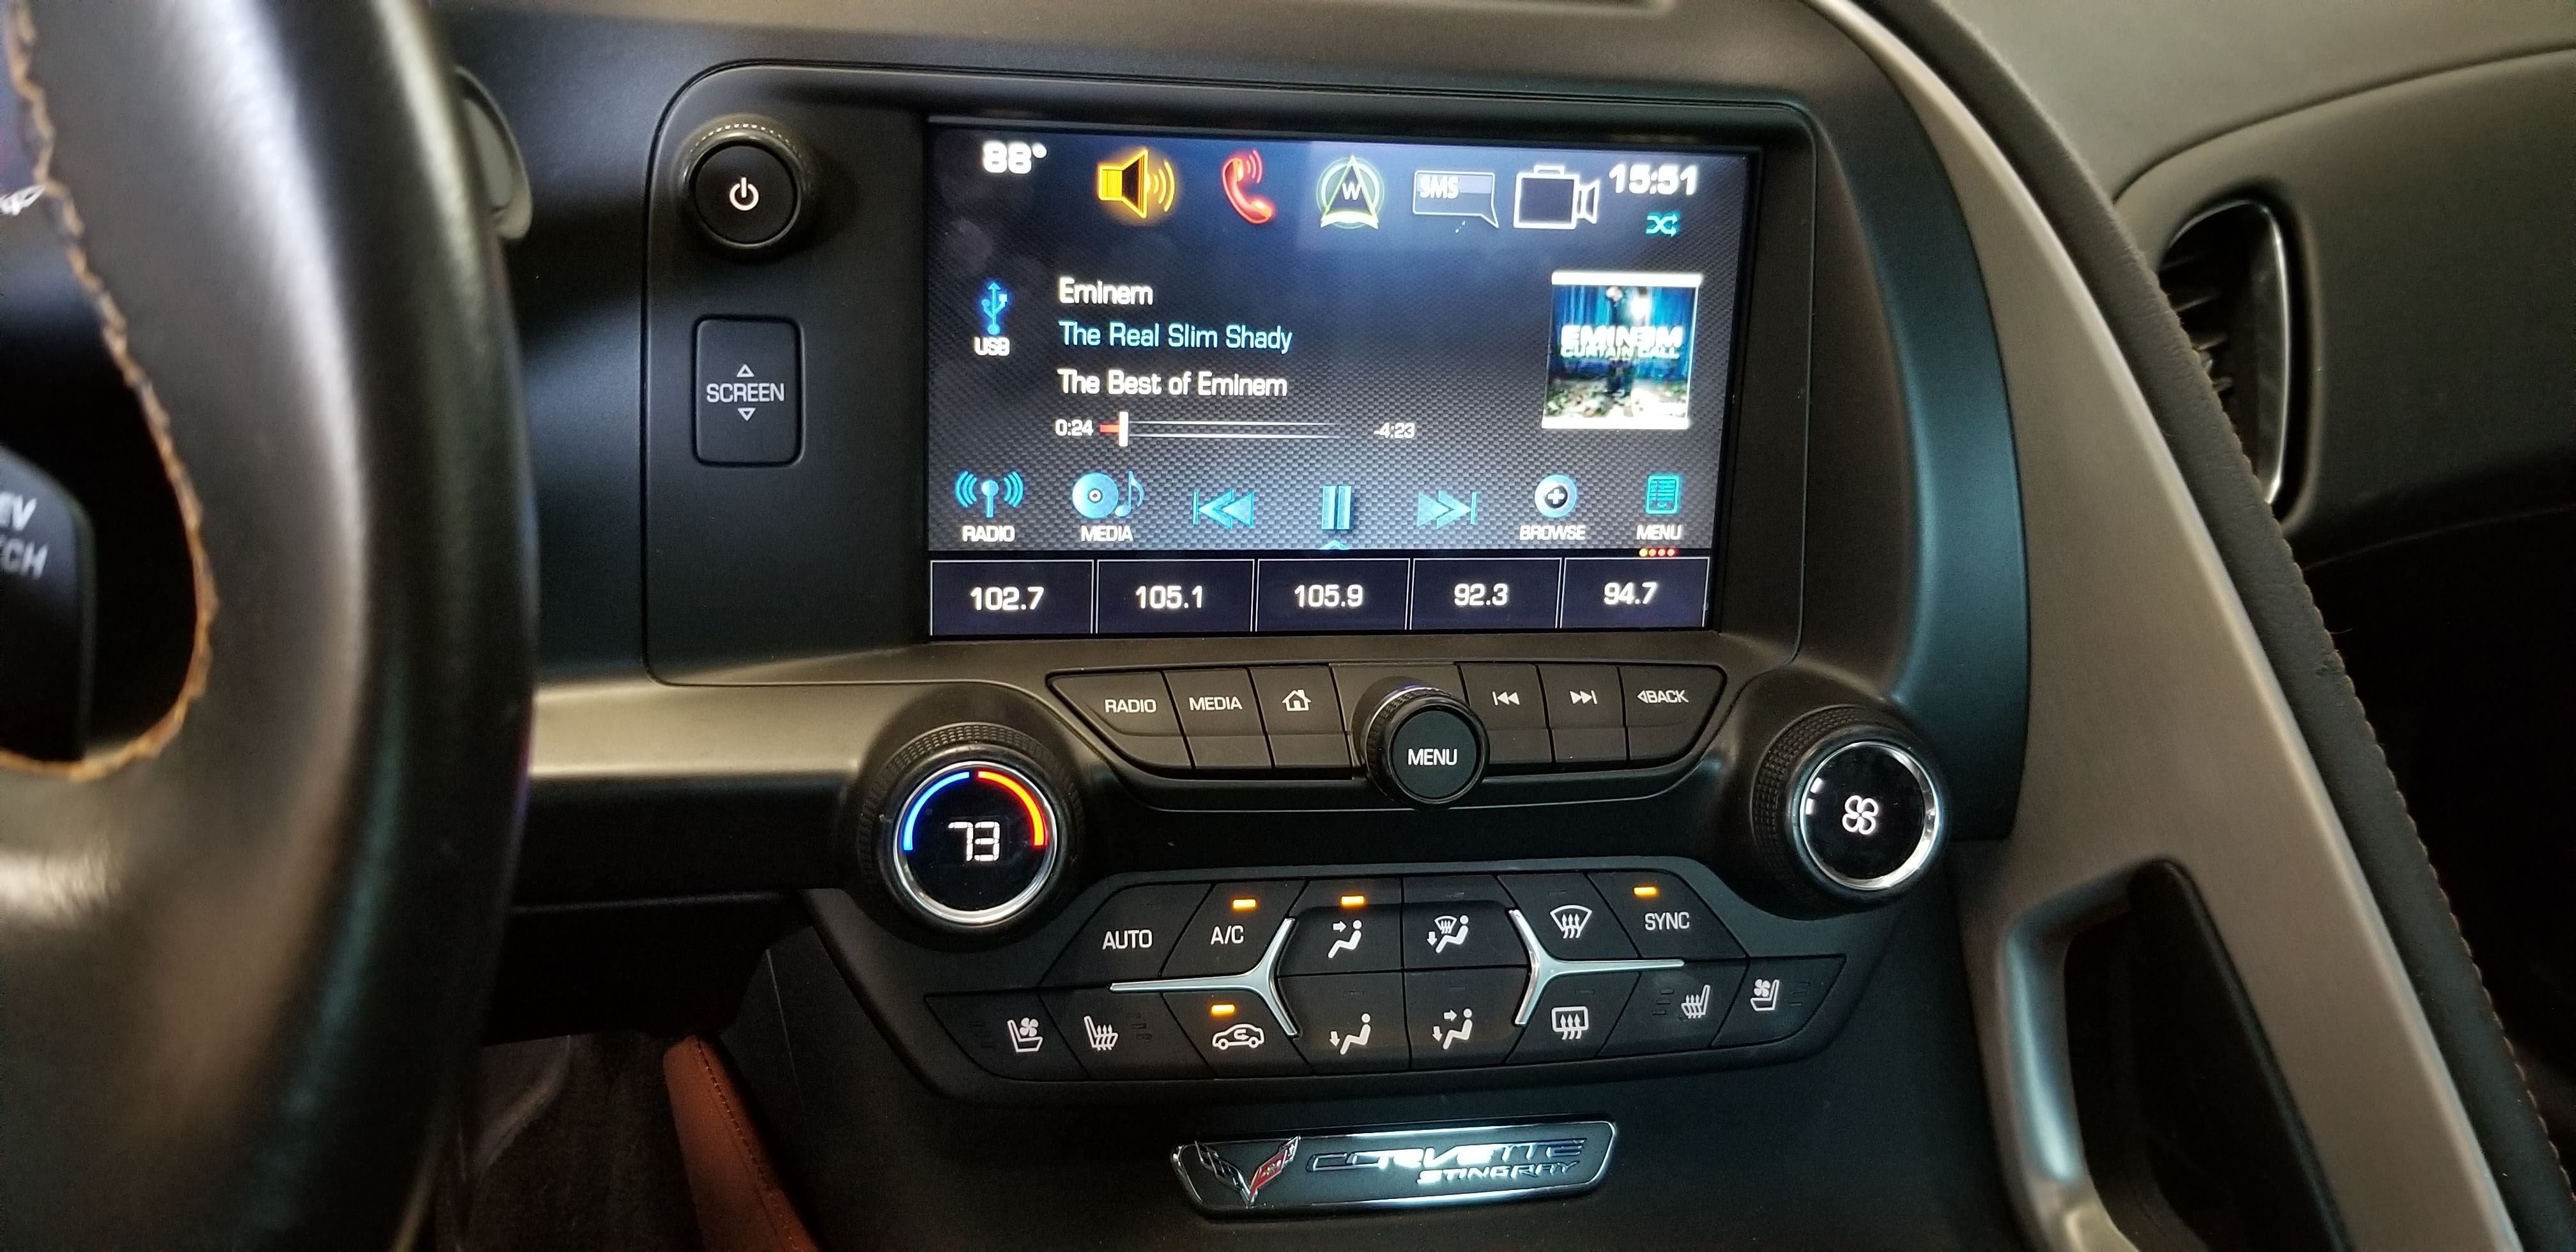 88°
15:51
W
SMS
Eminem
The Real Slim Shady
The Best of Eminem
USB
EMINEM
CURTAIN CALL
0:24
-4:23
RADIO
MEDIA
BROWSE
MENU
102.7
105.1
105.9
92.3
94.7
SCREEN
RADIO
MEDIA
MENU
BACK
73
AUTO
A/C
SYNC
CORVETTE
STINGRAY